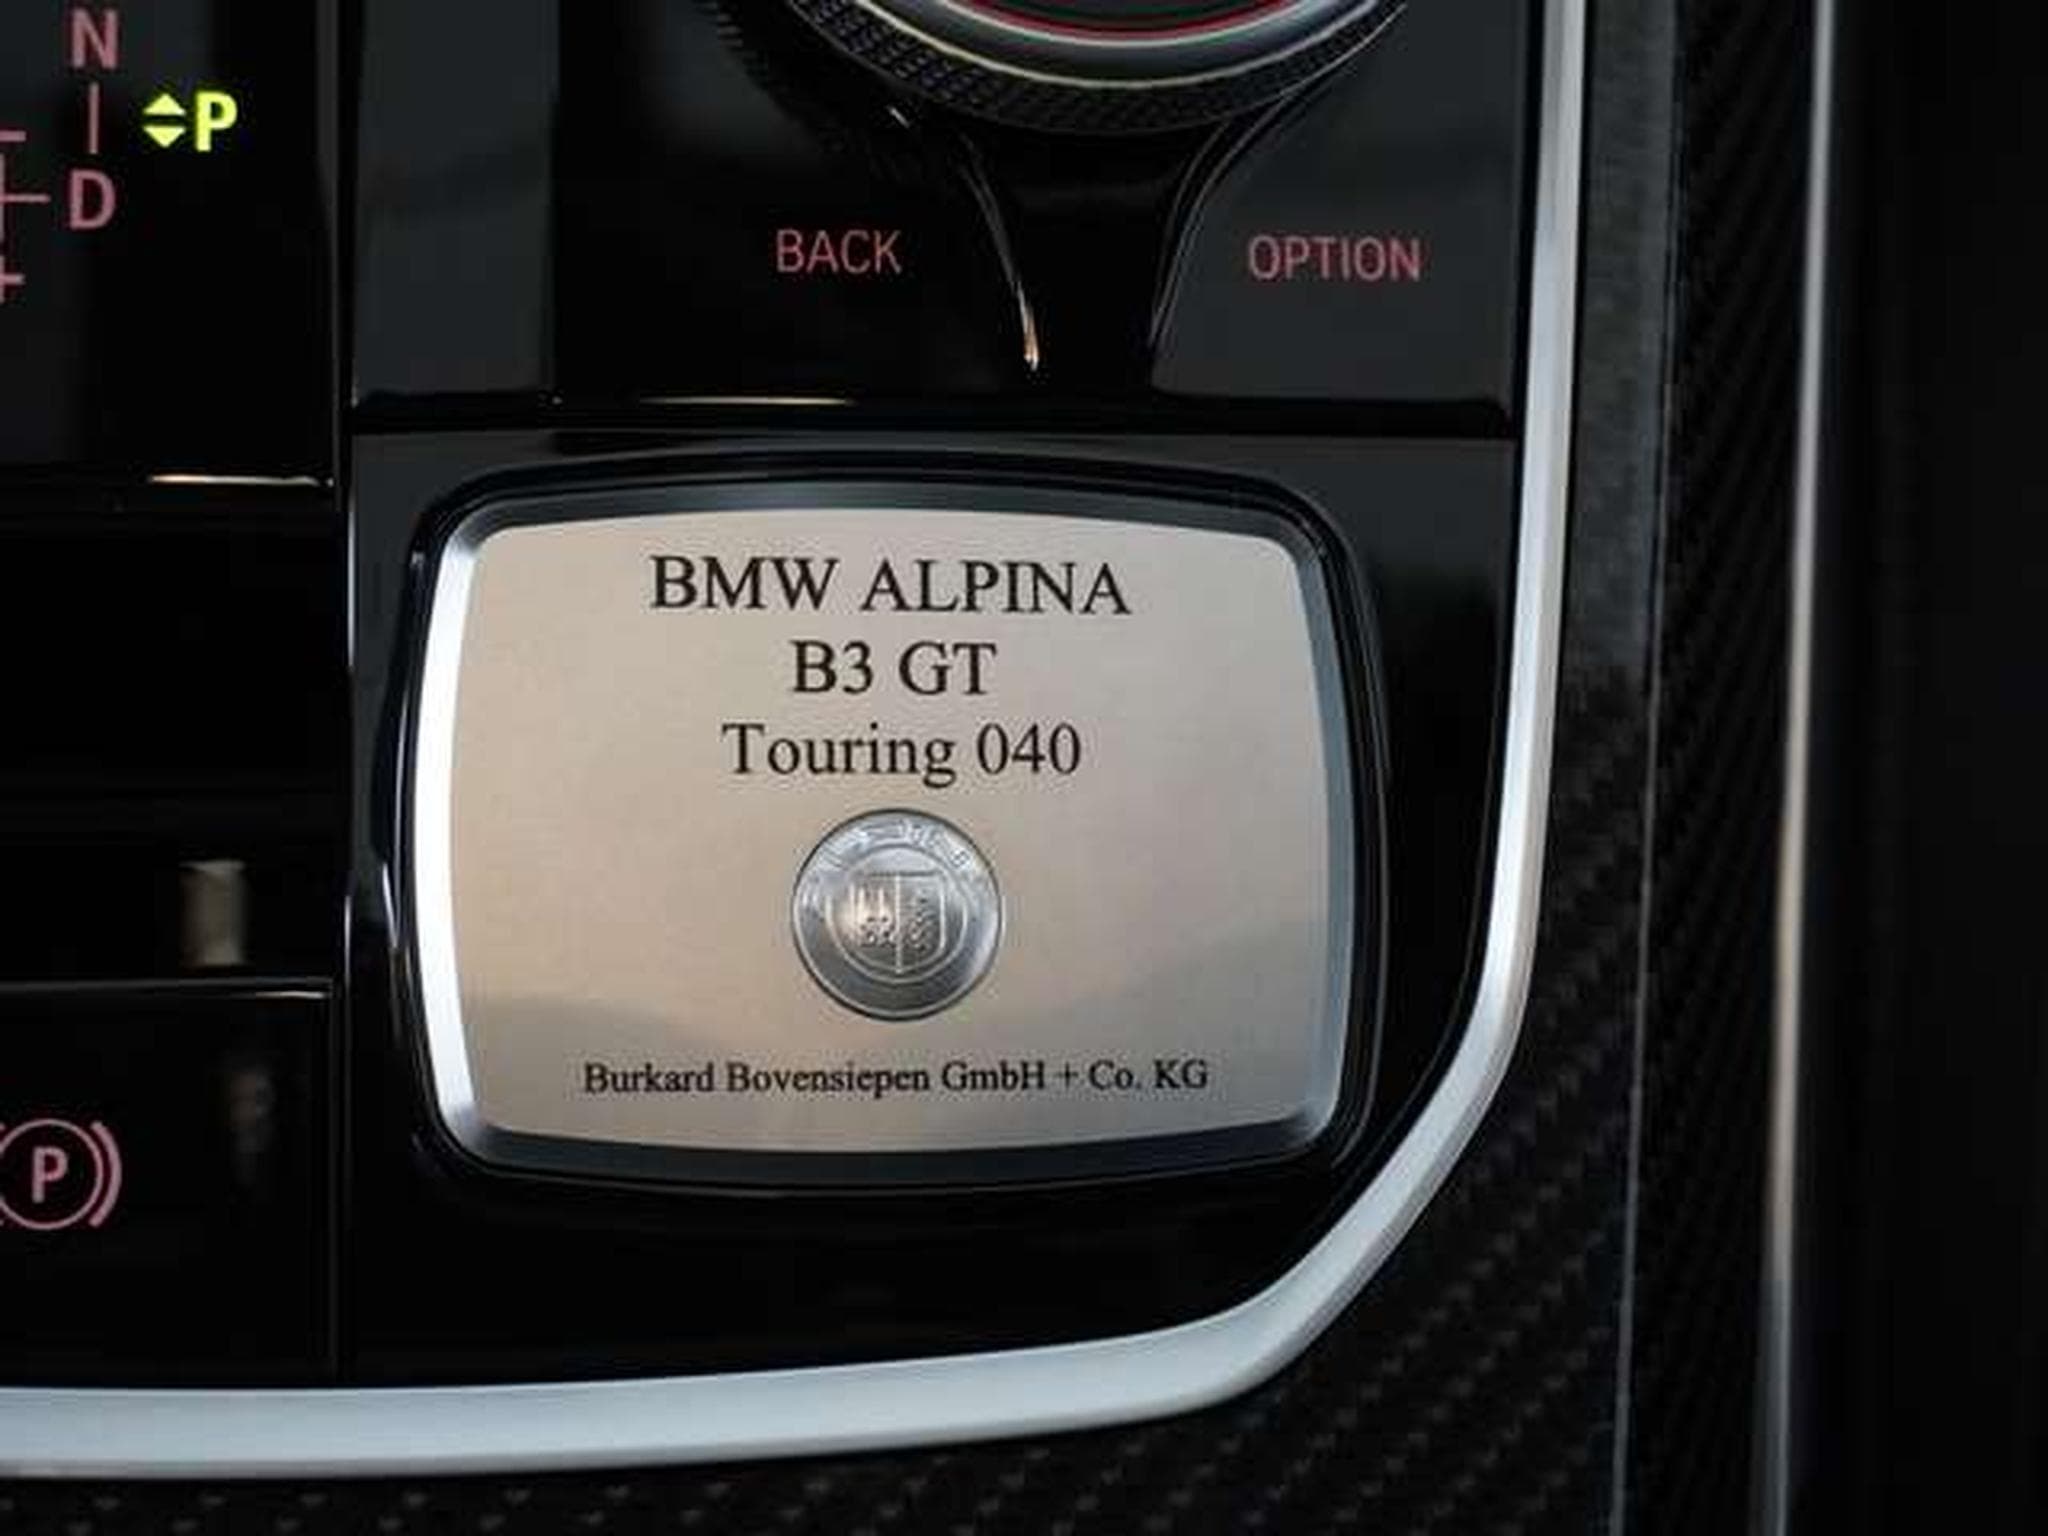 N
P
D
+
BACK
OPTION
BMW ALPINA
B3 GT
Touring 040
Burkard Bovensiepen GmbH + Co. KG
(P)